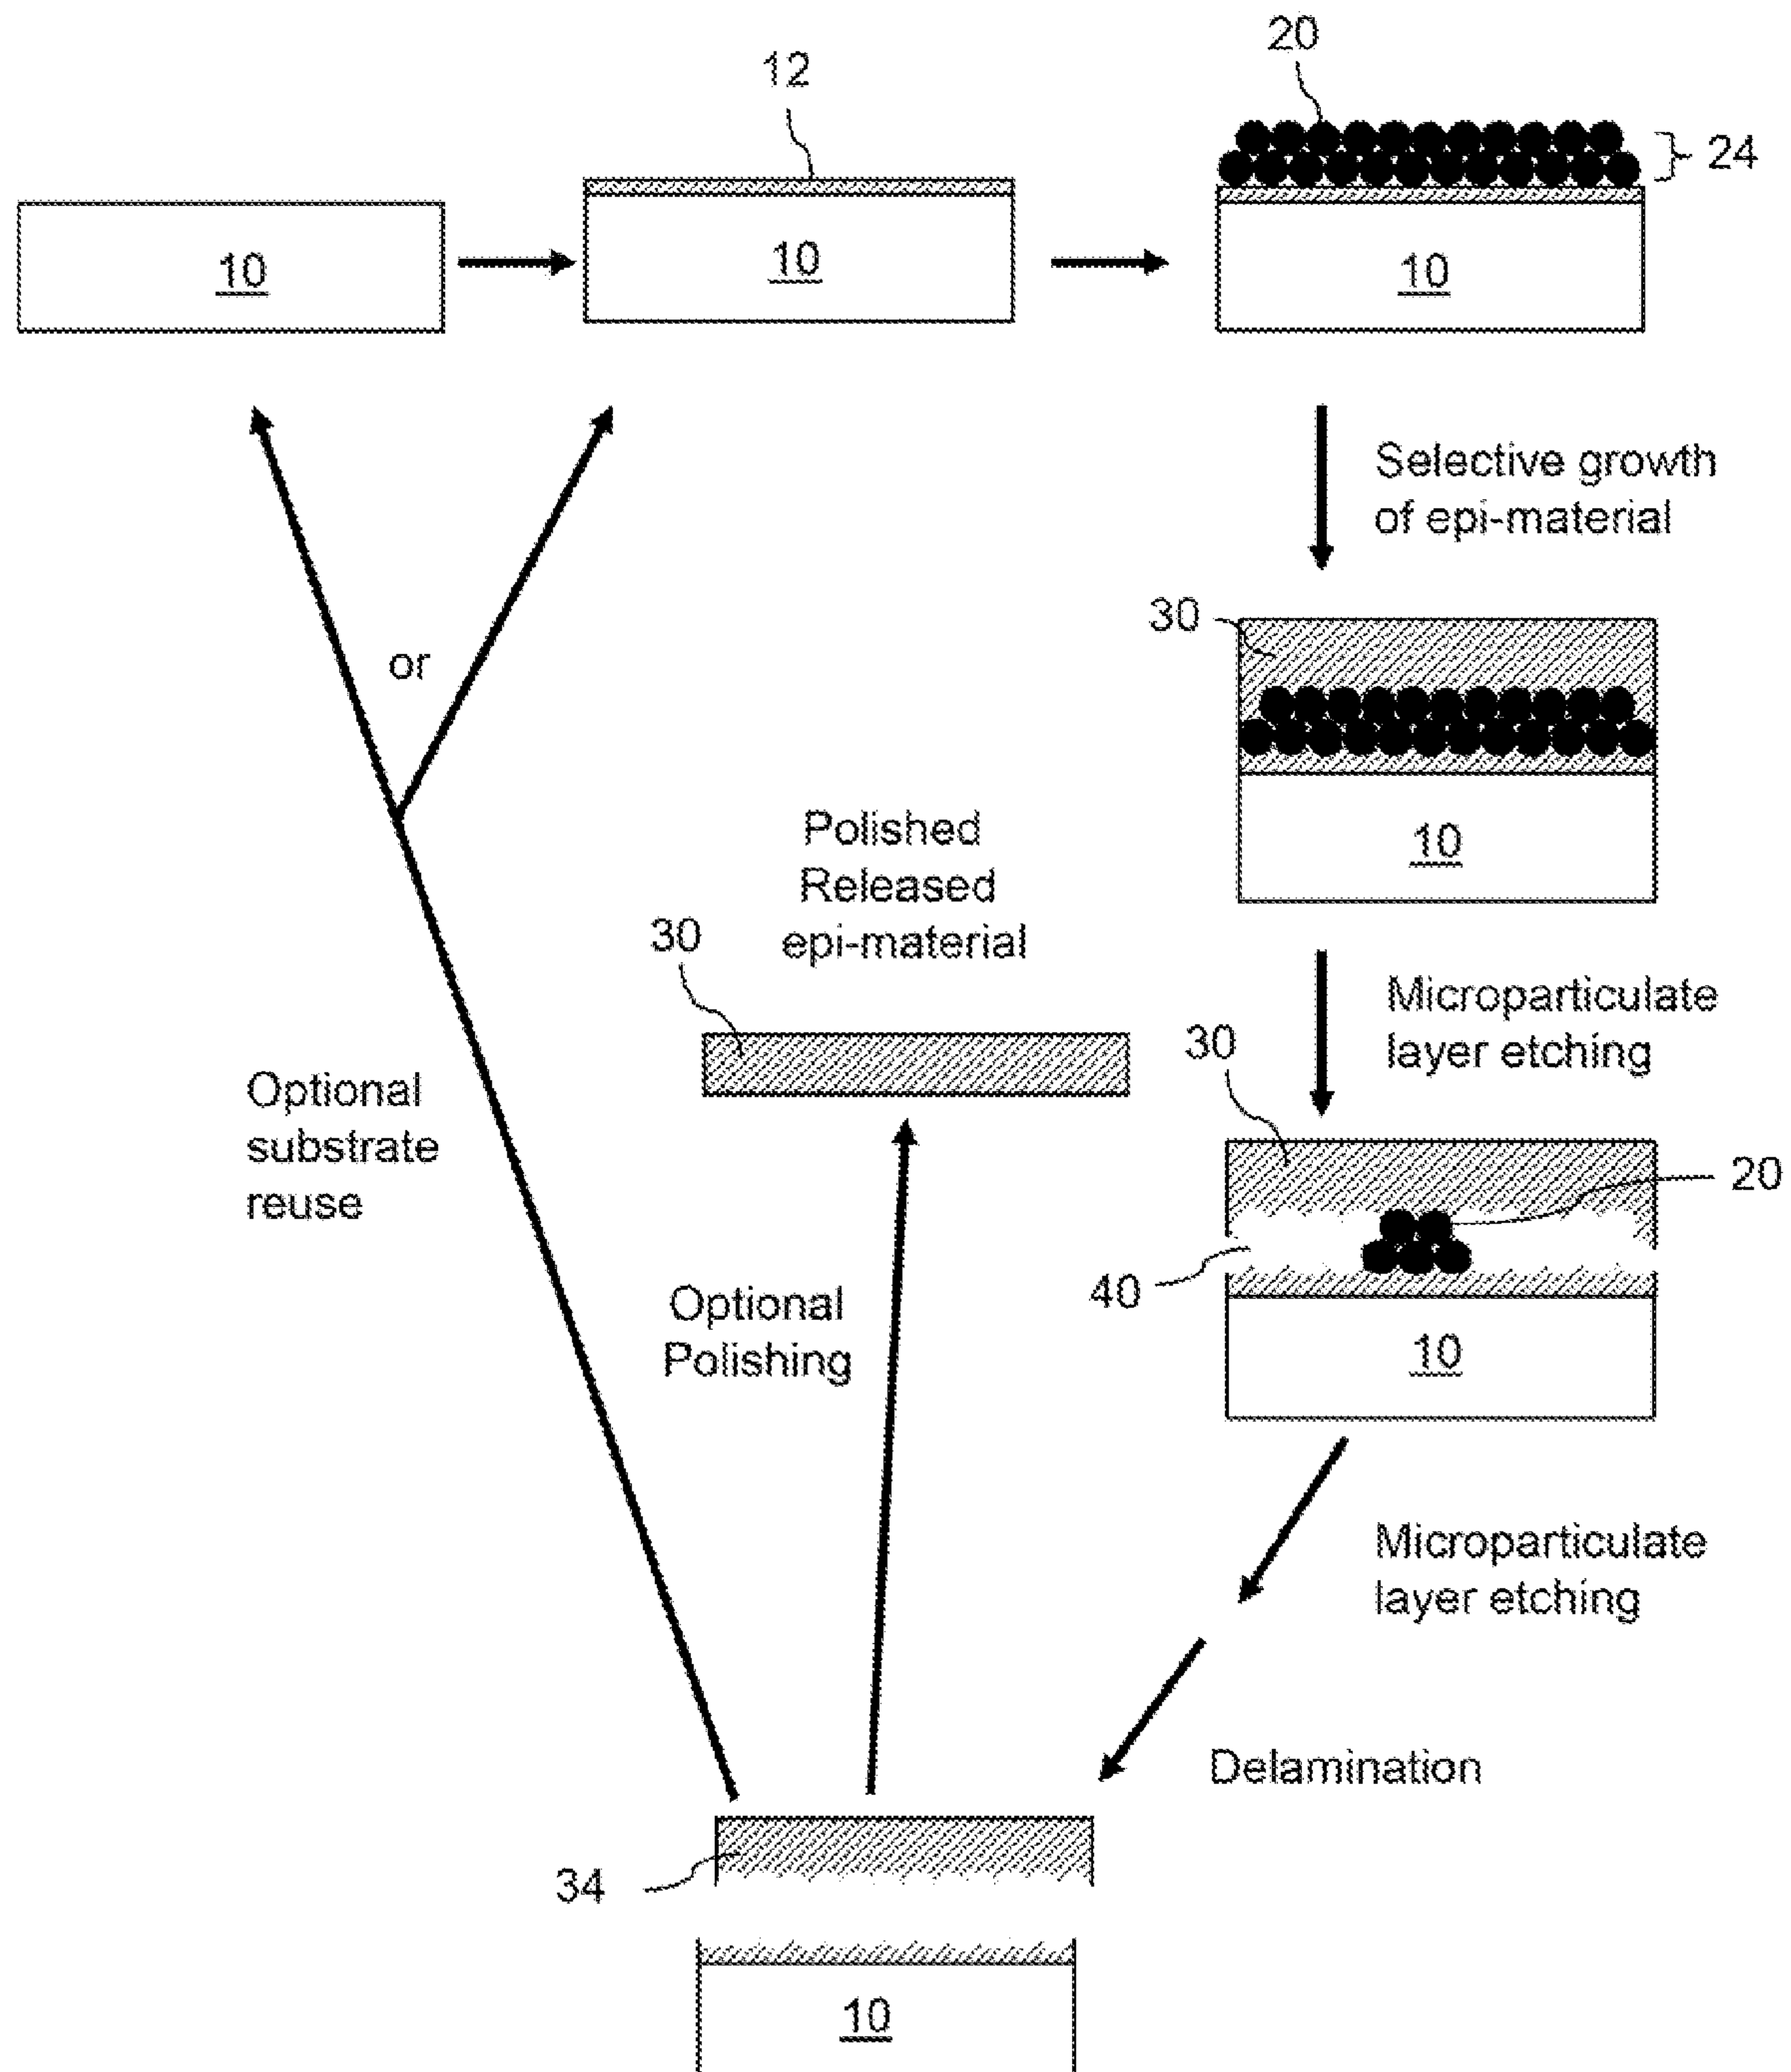 20
12
24
10
10
10
Selective growth
of epi-material
30
or
10
Polished
Released
epi-material
30
Microparticulate
layer etching
30
Optional
substrate
reuse
20
40
Optional
Polishing
10
Microparticulate
layer etching
Delamination
34
10